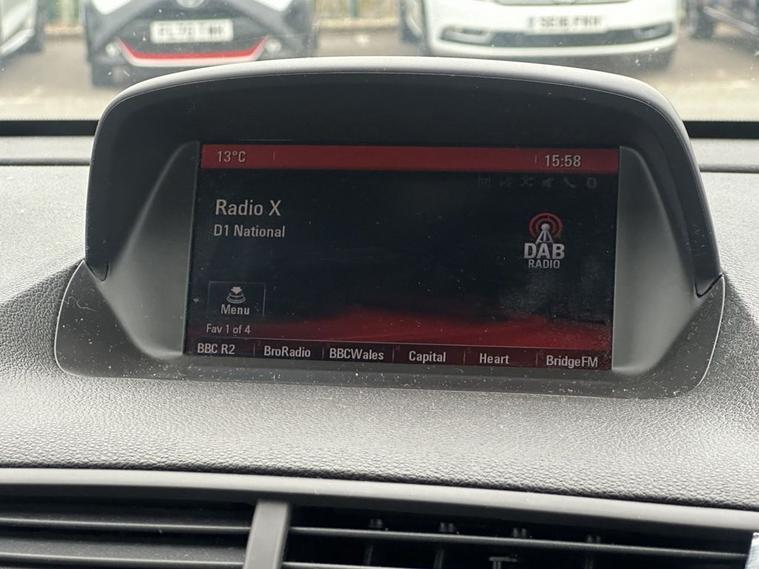 13°C 15:58
Radio X
D1 National
DAB
RADIO
Menu
Fav 1 of 4
BBC R2 BroRadio BBCWales Capital Heart BridgeFM